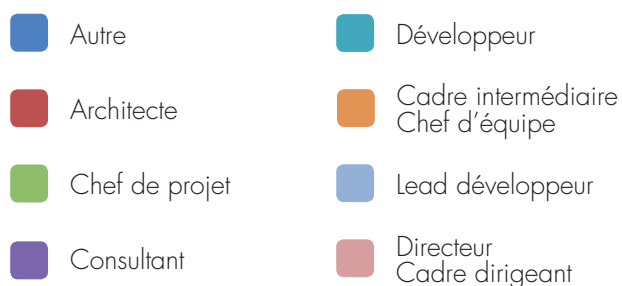 Autre
Architecte
Chef de projet
Consultant
Développeur
Cadre intermédiaire
Chef d'équipe
Lead développeur
Directeur
Cadre dirigeant